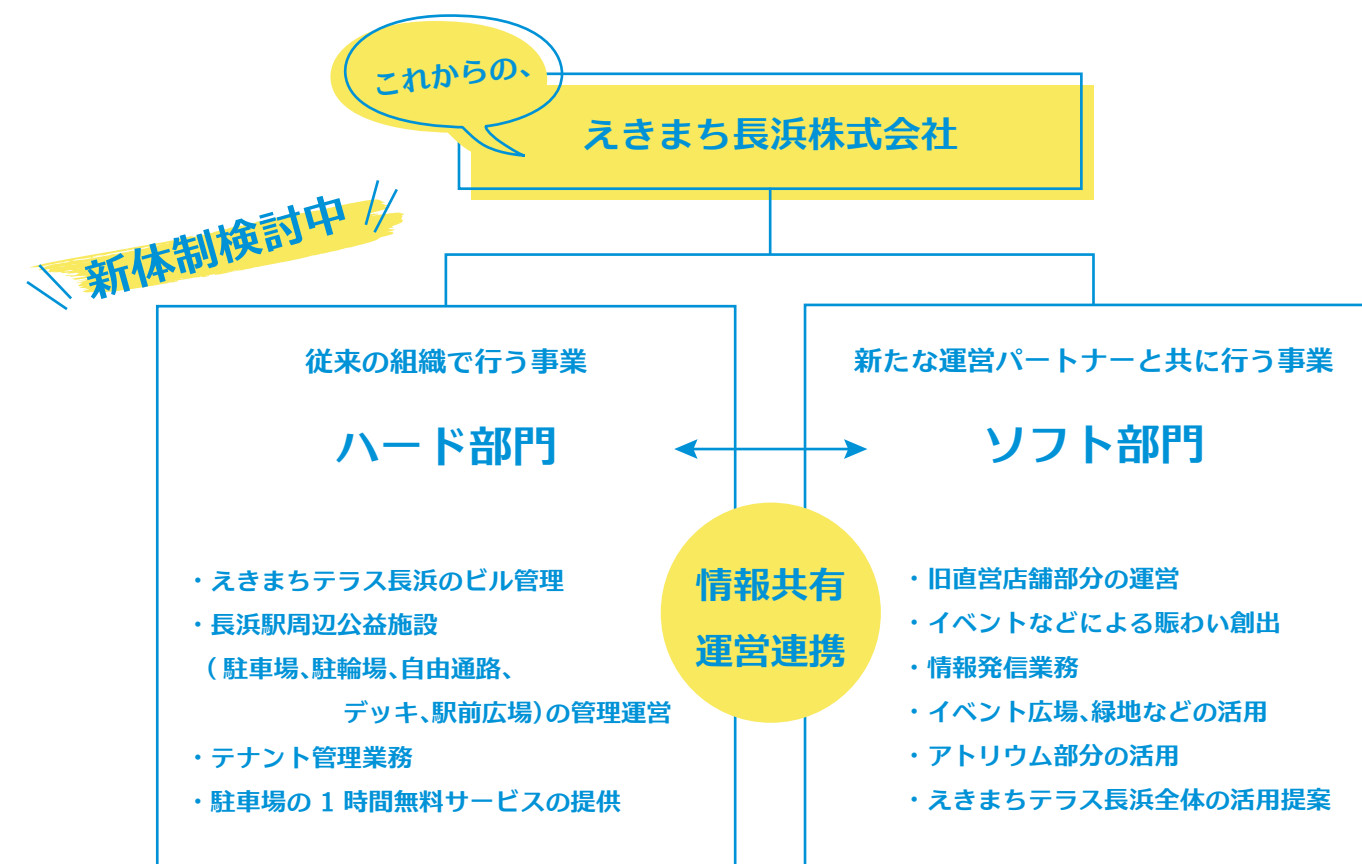 これからの、
えきまち長浜株式会社
新体制検討中
従来の組織で行う事業
ハード部門
・えきまちテラス長浜のビル管理
・長浜駅周辺公益施設
（駐車場、駐輪場、自由通路、
デッキ、駅前広場）の管理運営
・テナント管理業務
・駐車場の 1 時間無料サービスの提供
情報共有
運営連携
新たな運営パートナーと共に行う事業
ソフト部門
・旧直営店舗部分の運営
・イベントなどによる賑わい創出
・情報発信業務
・イベント広場、緑地などの活用
・アトリウム部分の活用
・えきまちテラス長浜全体の活用提案